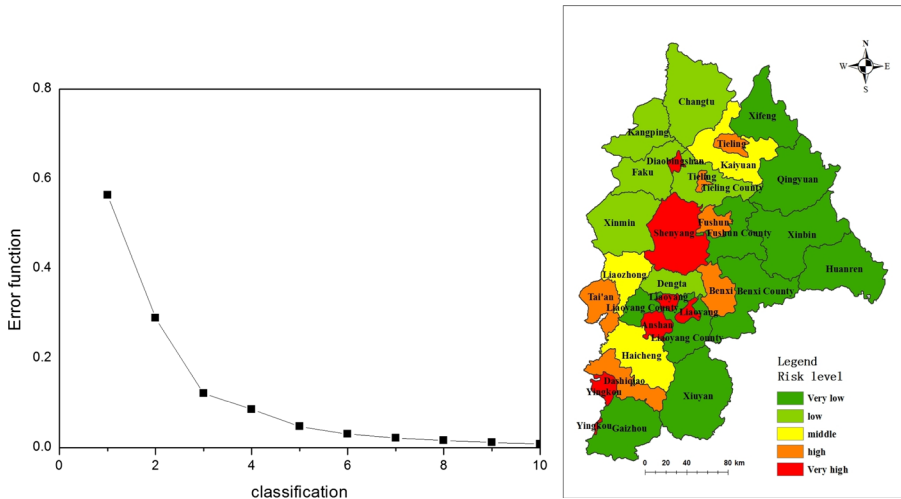 0.8
0.6
0.4
0.2
0.0
0 2 4 6 8 10
Error function
classification
N
W E
S
Changtu
Xifeng
Kangping
Tieling
Diaobingshan
Kaiyuan
Faku
Tieling
Qingyuan
Tieling County
Xinmin
Fushun
Shenyang
Fushun County
Xinbin
Liaozhong
Huanren
Dengta
Benxi
Benxi County
Tai'an
Liaoyang
Liaoyang County
Liaoyang
Anshan
Liaoyang County
Haicheng
Dashiqiao
Yingkou
Xiuyan
Yingkou
Gaizhou
Legend
Risk level
Very low
low
middle
high
Very high
0 20 40 80 km